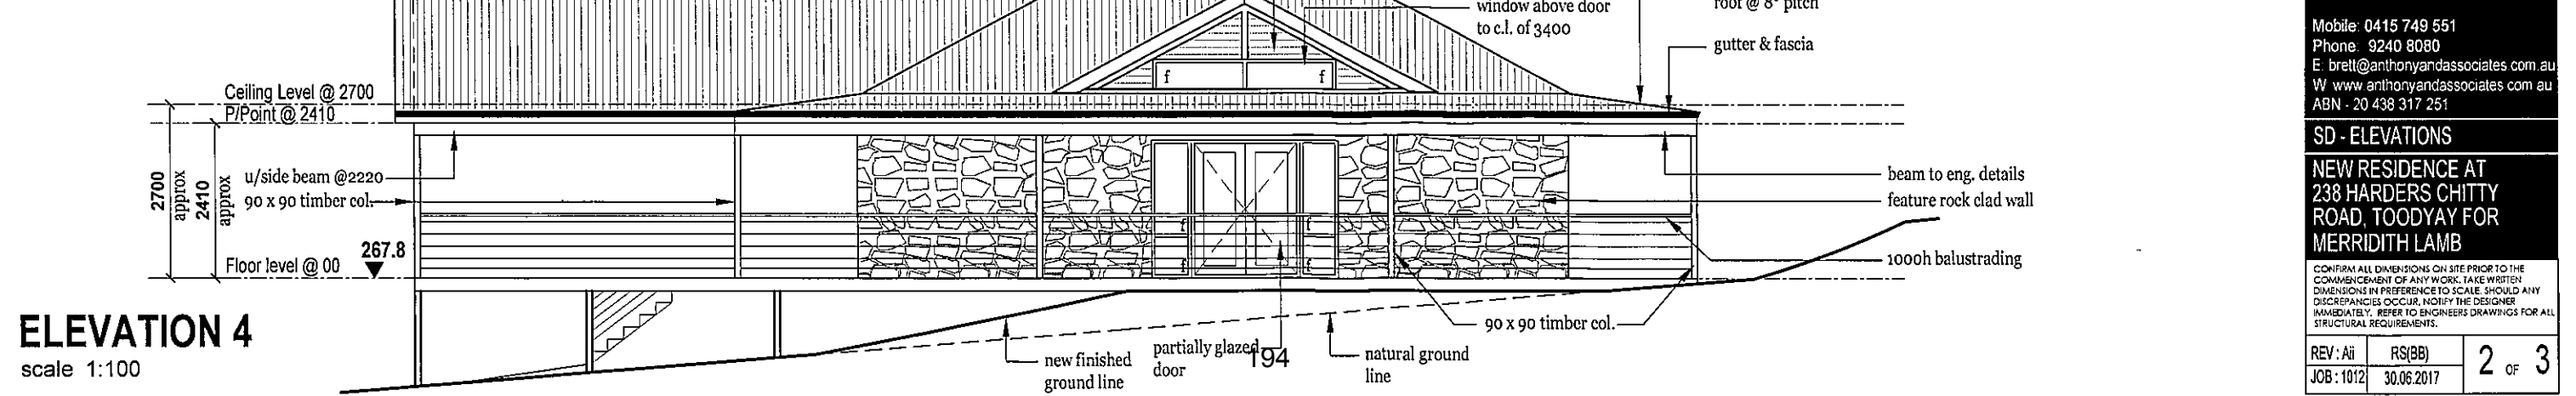 window above door
to c.l. of 3400
roof @ 8° pitch
gutter & fascia
Ceiling Level @ 2700
P/Point @ 2410
2700
approx
2410
approx
u/side beam @2220
90 x 90 timber col.
267.8
Floor level @ 00
f
f
f
f
f
f
beam to eng. details
feature rock clad wall
1000h balustrading
90 x 90 timber col.
new finished
ground line
partially glazed
door
194
natural ground
line
ELEVATION 4
scale 1:100
Mobile: 0415 749 551
Phone: 9240 8080
E: brett@anthonyandassociates.com.au
W www.anthonyandassociates com au
ABN - 20 438 317 251
SD - ELEVATIONS
NEW RESIDENCE AT
238 HARDERS CHITTY
ROAD, TOODYAY FOR
MERRIDITH LAMB
CONFIRM ALL DIMENSIONS ON SITE PRIOR TO THE
COMMENCEMENT OF ANY WORK. TAKE WRITTEN
DIMENSIONS IN PREFERENCE TO SCALE. SHOULD ANY
DISCREPANCIES OCCUR, NOTIFY THE DESIGNER
IMMEDIATELY. REFER TO ENGINEERS DRAWINGS FOR ALL
STRUCTURAL REQUIREMENTS.
REV : Aii
RS(BB)
JOB : 1012
30.06.2017
2 OF 3